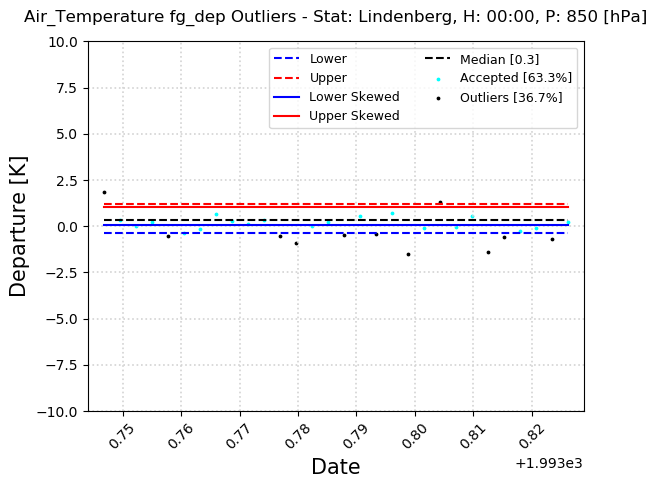 Air_Temperature fg_dep Outliers - Stat: Lindenberg, H: 00:00, P: 850 [hPa]
Departure [K]
10.0
7.5
5.0
2.5
0.0
−2.5
−5.0
−7.5
−10.0
Lower
Upper
Lower Skewed
Upper Skewed
Median [0.3]
Accepted [63.3%]
Outliers [36.7%]
0.75 0.76 0.77 0.78 0.79 0.80 0.81 0.82
+1.993e3
Date